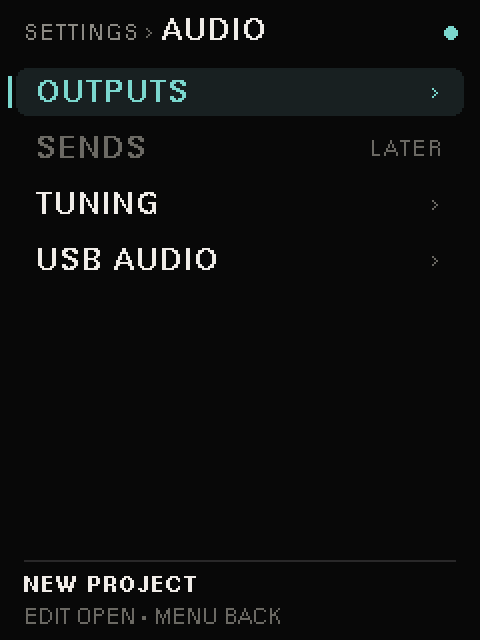 SETTINGS › AUDIO
OUTPUTS ›
SENDS LATER
TUNING ›
USB AUDIO ›
NEW PROJECT
EDIT OPEN • MENU BACK